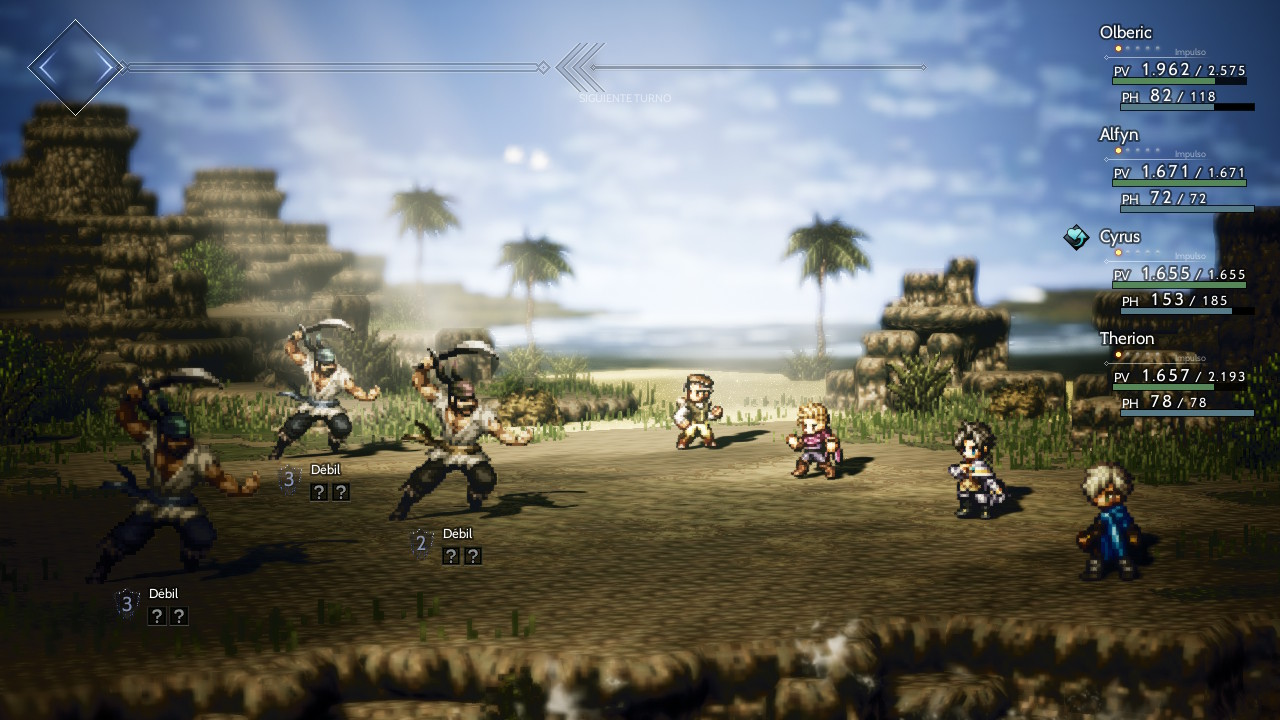 SIGUIENTE TURNO
Olberic
Impulso
PV 1.962 / 2.575
PH 82 / 118
Alfyn
Impulso
PV 1.671 / 1.671
PH 72 / 72
Cyrus
Impulso
PV 1.655 / 1.655
PH 153 / 185
Therion
Impulso
PV 1.657 / 2.193
PH 78 / 78
3 Débil
? ?
2 Débil
? ?
3 Débil
? ?